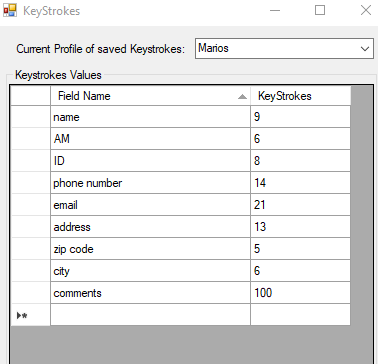 KeyStrokes
Current Profile of saved Keystrokes: Marios
Keystrokes Values
Field Name KeyStrokes
name 9
AM 6
ID 8
phone number 14
email 21
address 13
zip code 5
city 6
comments 100